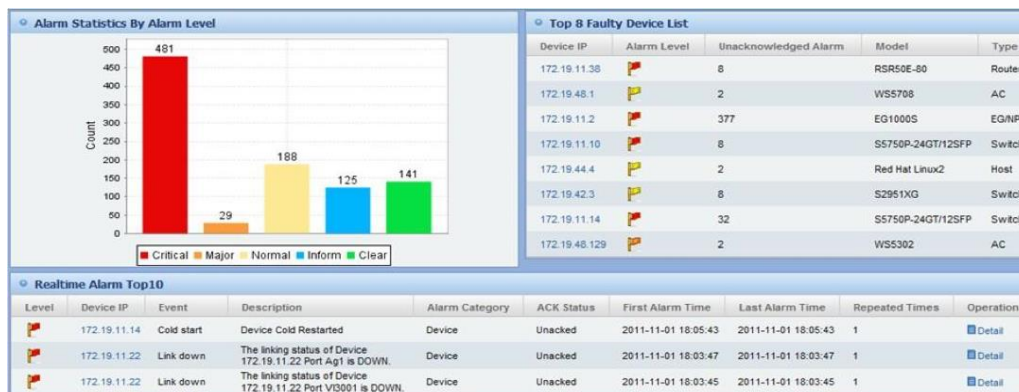 Alarm Statistics By Alarm Level
500
450
400
350
300
250
200
150
100
50
0
Count
481
29
188
125
141
Critical Major Normal Inform Clear
Top 8 Faulty Device List
Device IP Alarm Level Unacknowledged Alarm Model Type
172.19.11.38 8 RSR50E-80 Route
172.19.48.1 2 WS5708 AC
172.19.11.2 377 EG1000S EG/NP
172.19.11.10 8 S5750P-24GT/12SFP Switc
172.19.44.4 2 Red Hat Linux2 Host
172.19.42.3 8 S2951XG Switc
172.19.11.14 32 S5750P-24GT/12SFP Switc
172.19.48.129 2 WS5302 AC
Realtime Alarm Top10
Level Device IP Event Description Alarm Category ACK Status First Alarm Time Last Alarm Time Repeated Times Operation
172.19.11.14 Cold start Device Cold Restarted Device Unacked 2011-11-01 18:05:43 2011-11-01 18:05:43 1 Detail
The linking status of Device
172.19.11.22 Link down 172.19.11.22 Port Ag1 is DOWN. Device Unacked 2011-11-01 18:03:47 2011-11-01 18:03:47 1 Detail
The linking status of Device
172.19.11.22 Link down 172.19.11.22 Port Vl3001 is DOWN. Device Unacked 2011-11-01 18:03:45 2011-11-01 18:03:45 1 Detail